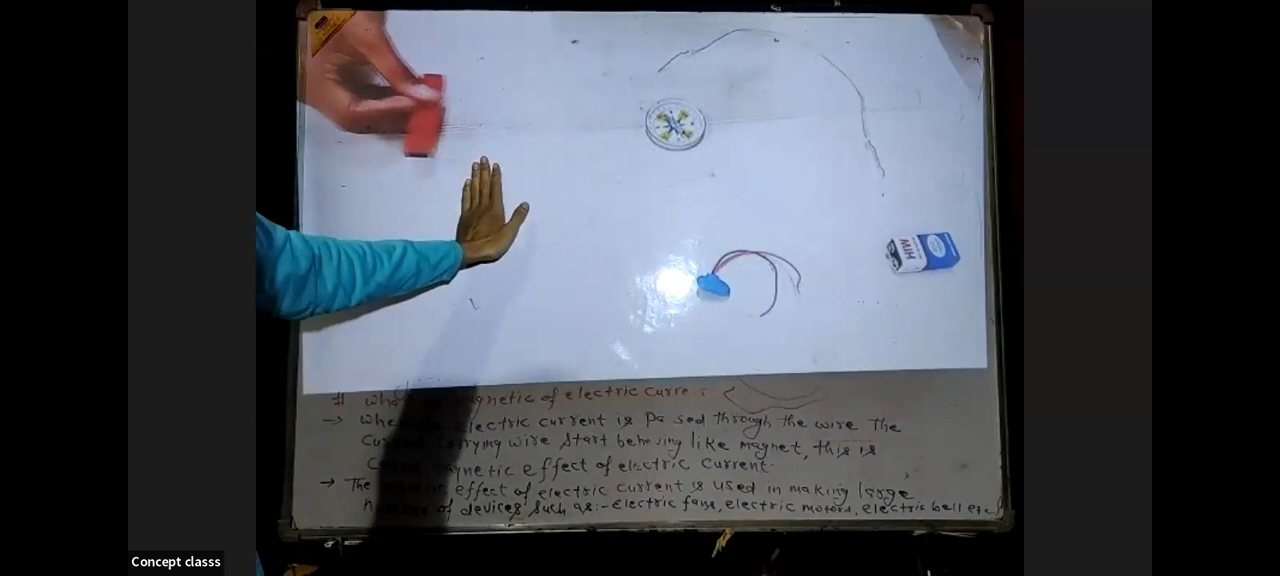 HIW
# magnetic of electric curre
→ electric current is Pa sed through the wire The
carrying wire start behaving like magnet, this is
magnetic effect of electric current.
→ The effect of electric current is used in making large
of devices such as:- electric fans, electric motors, electric bell etc
Concept classs